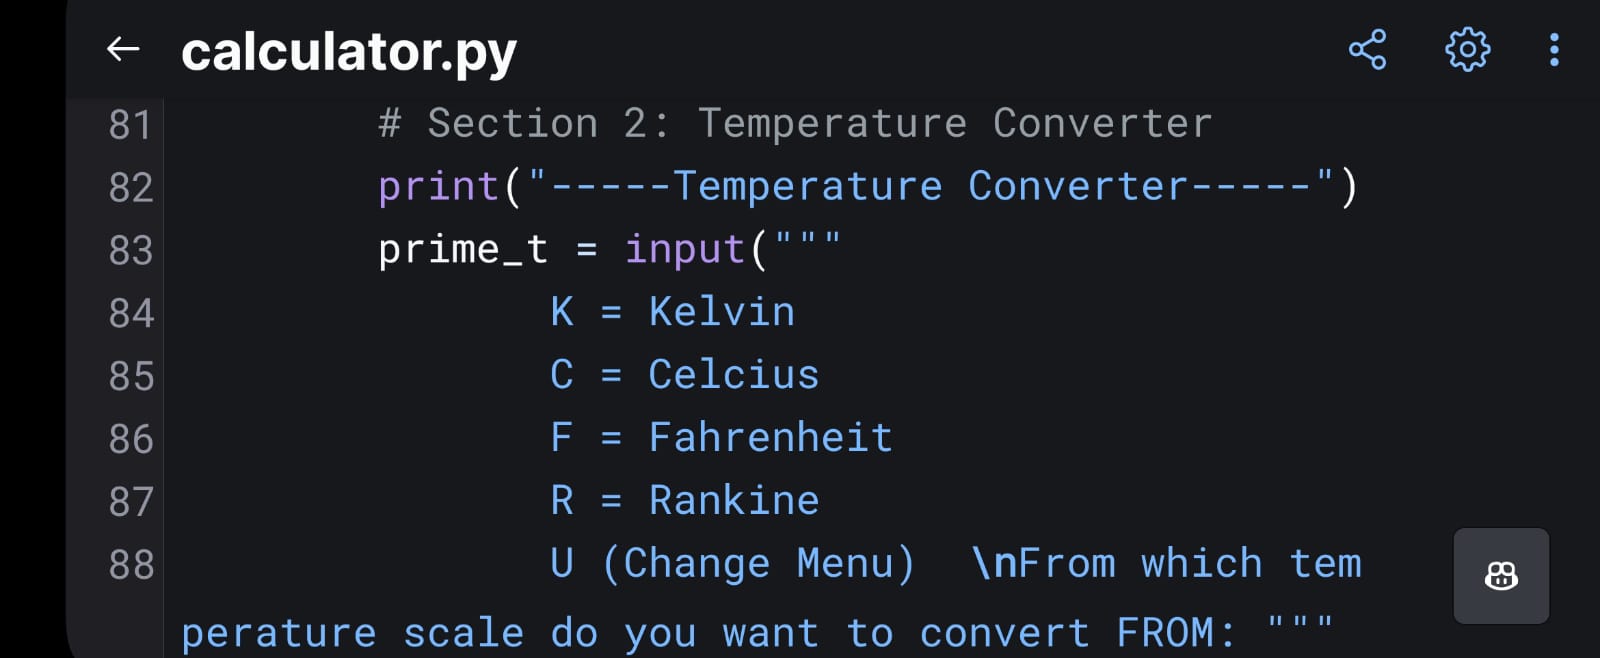 calculator.py
81 # Section 2: Temperature Converter
82 print("-----Temperature Converter-----")
83 prime_t = input("""
84 K = Kelvin
85 C = Celcius
86 F = Fahrenheit
87 R = Rankine
88 U (Change Menu)  \nFrom which tem
perature scale do you want to convert FROM: """